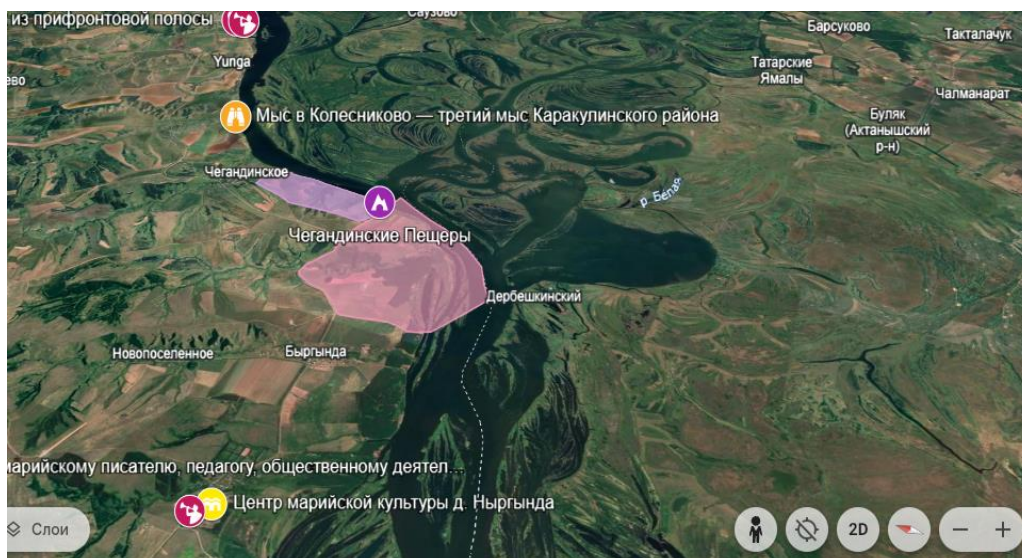 из прифронтовой полосы
Саузово
Барсуково
Такталачук
Yunga
ево
Татарские
Ямалы
Чалманарат
Мыс в Колесниково — третий мыс Каракулинского района
Буляк
(Актанышский
р-н)
Чегандинское
р. Белая
Чегандинские Пещеры
Дербешкинский
Новопоселенное
Быргында
марийскому писателю, педагогу, общественному деятел...
Центр марийской культуры д. Ныргында
Слои
2D